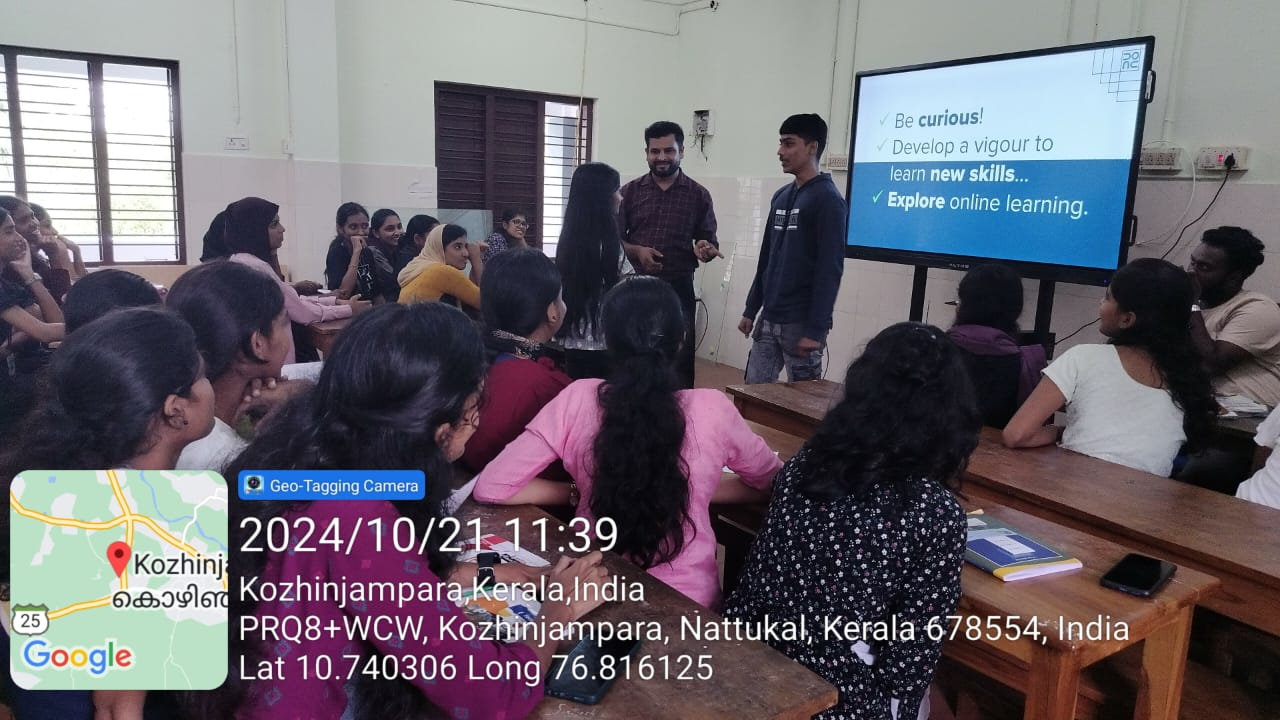 Be curious!
Develop a vigour to
learn new skills...
Explore online learning.
Geo-Tagging Camera
2024/10/21 11:39
Kozhinjampara,Kerala,India
PRQ8+WCW, Kozhinjampara, Nattukal, Kerala 678554, India
Lat 10.740306 Long 76.816125
Kozhinja
കൊഴിഞ
25
Google